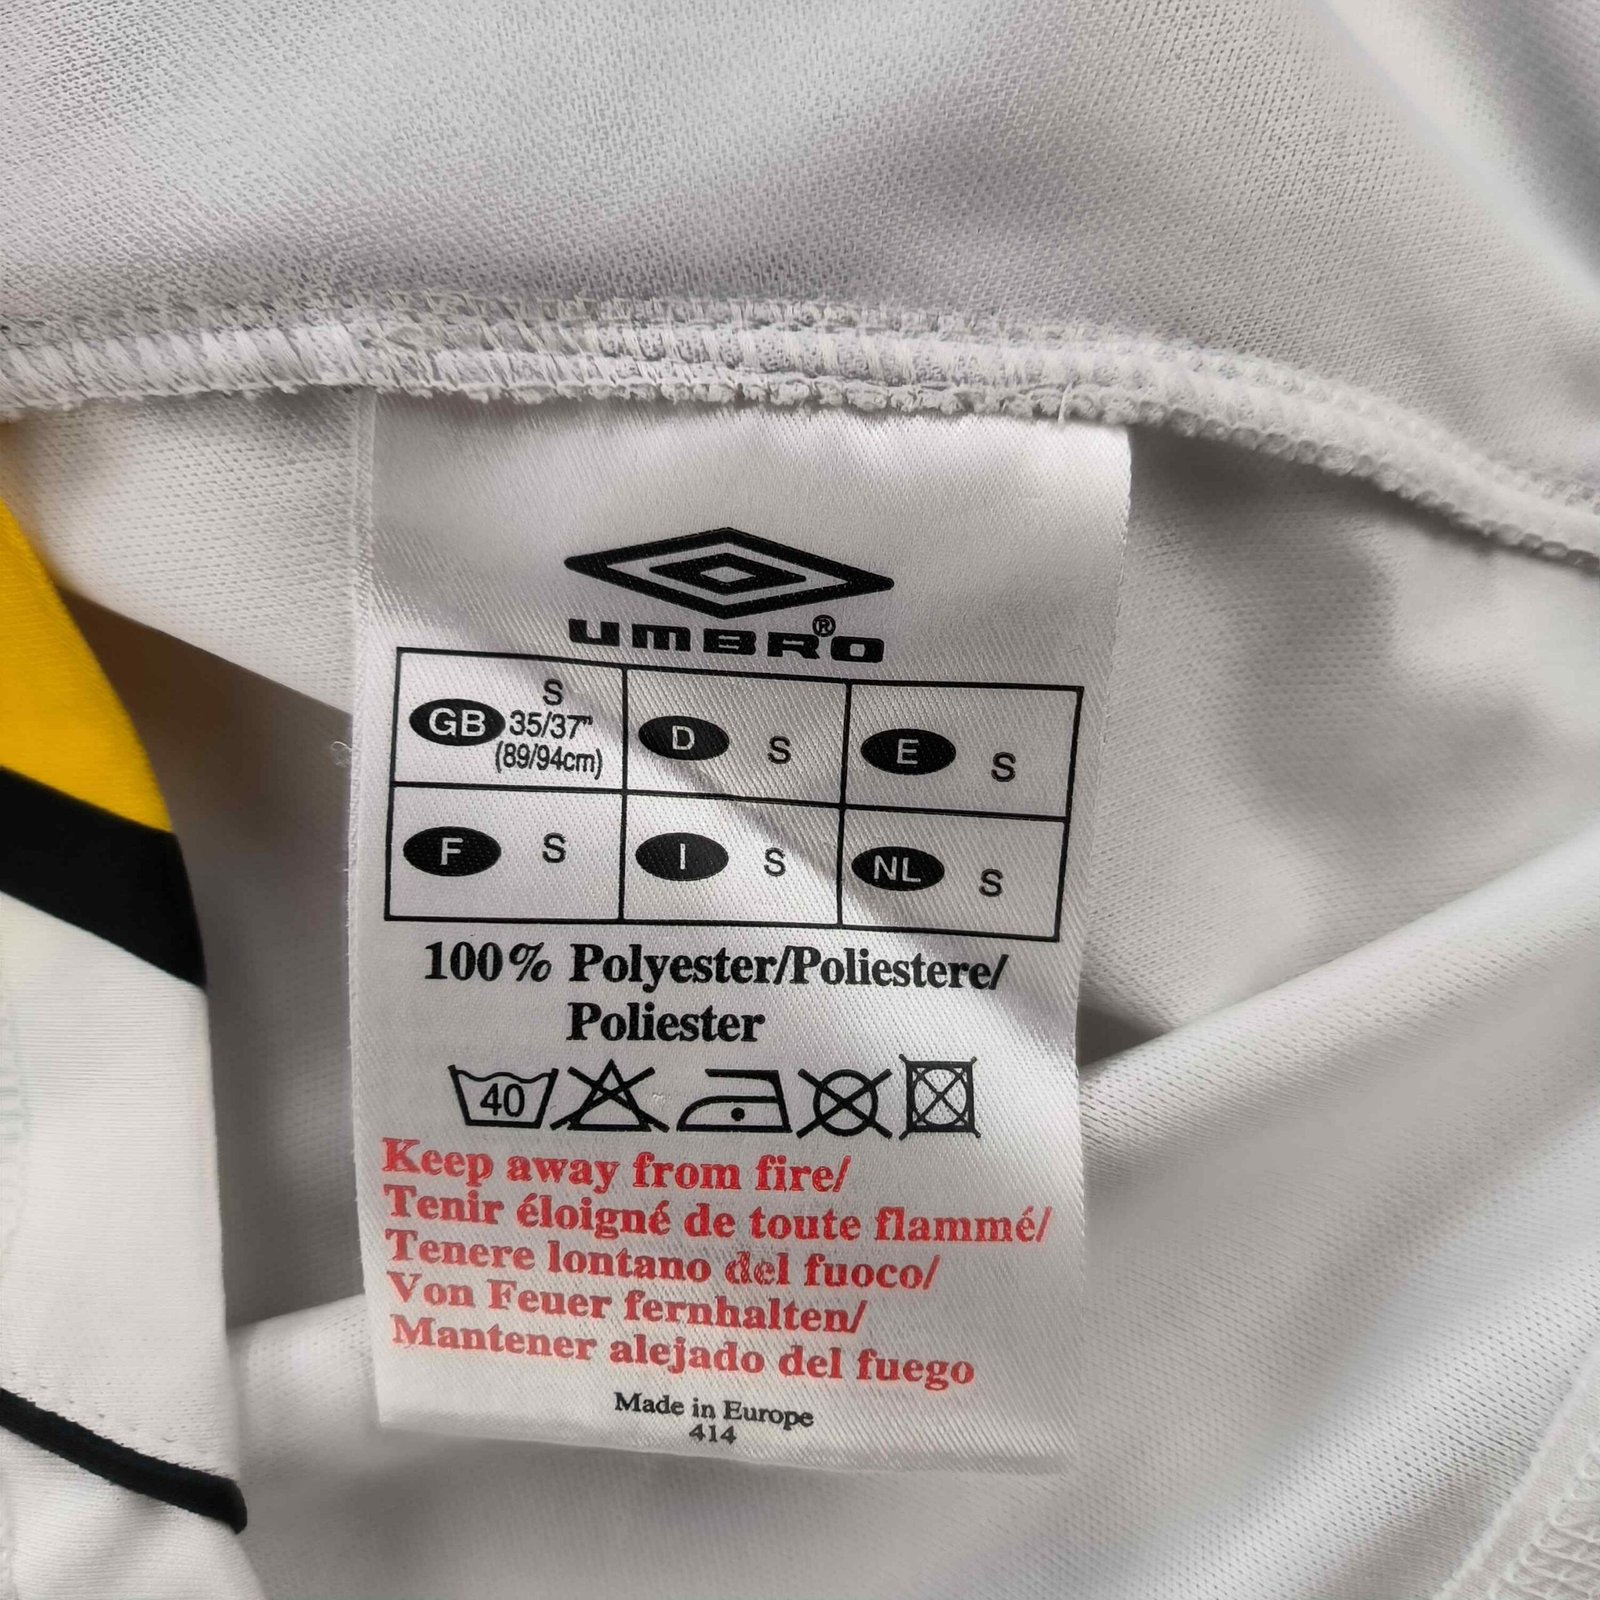 UMBRO®
GB S 35/37" (89/94cm) D S E S
F S I S NL S
100% Polyester/Poliestere/
Poliester
40
Keep away from fire/
Tenir éloigné de toute flammé/
Tenere lontano del fuoco/
Von Feuer fernhalten/
Mantener alejado del fuego
Made in Europe
414